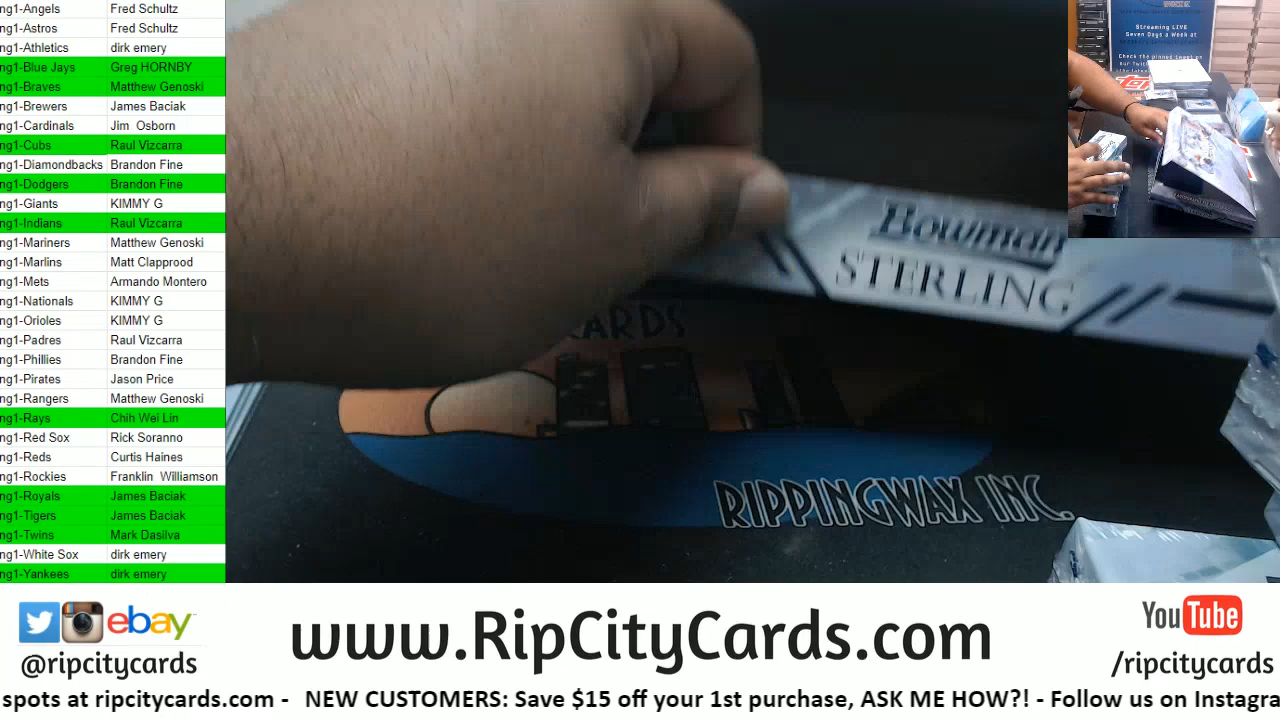 ng1-Angels Fred Schultz
ng1-Astros Fred Schultz
ng1-Athletics dirk emery
ng1-Blue Jays Greg HORNBY
ng1-Braves Matthew Genoski
ng1-Brewers James Baciak
ng1-Cardinals Jim Osborn
ng1-Cubs Raul Vizcarra
ng1-Diamondbacks Brandon Fine
ng1-Dodgers Brandon Fine
ng1-Giants KIMMY G
ng1-Indians Raul Vizcarra
ng1-Mariners Matthew Genoski
ng1-Marlins Matt Clapprood
ng1-Mets Armando Montero
ng1-Nationals KIMMY G
ng1-Orioles KIMMY G
ng1-Padres Raul Vizcarra
ng1-Phillies Brandon Fine
ng1-Pirates Jason Price
ng1-Rangers Matthew Genoski
ng1-Rays Chih Wei Lin
ng1-Red Sox Rick Soranno
ng1-Reds Curtis Haines
ng1-Rockies Franklin Williamson
ng1-Royals James Baciak
ng1-Tigers James Baciak
ng1-Twins Mark Dasilva
ng1-White Sox dirk emery
ng1-Yankees dirk emery
Bowman
STERLING
CARDS
RIPPINGWAX INC.
Streaming LIVE
Seven Days a Week at
Check the pinned tweet on
ebay
@ripcitycards
www.RipCityCards.com
YouTube
/ripcitycards
spots at ripcitycards.com - NEW CUSTOMERS: Save $15 off your 1st purchase, ASK ME HOW?! - Follow us on Instagra